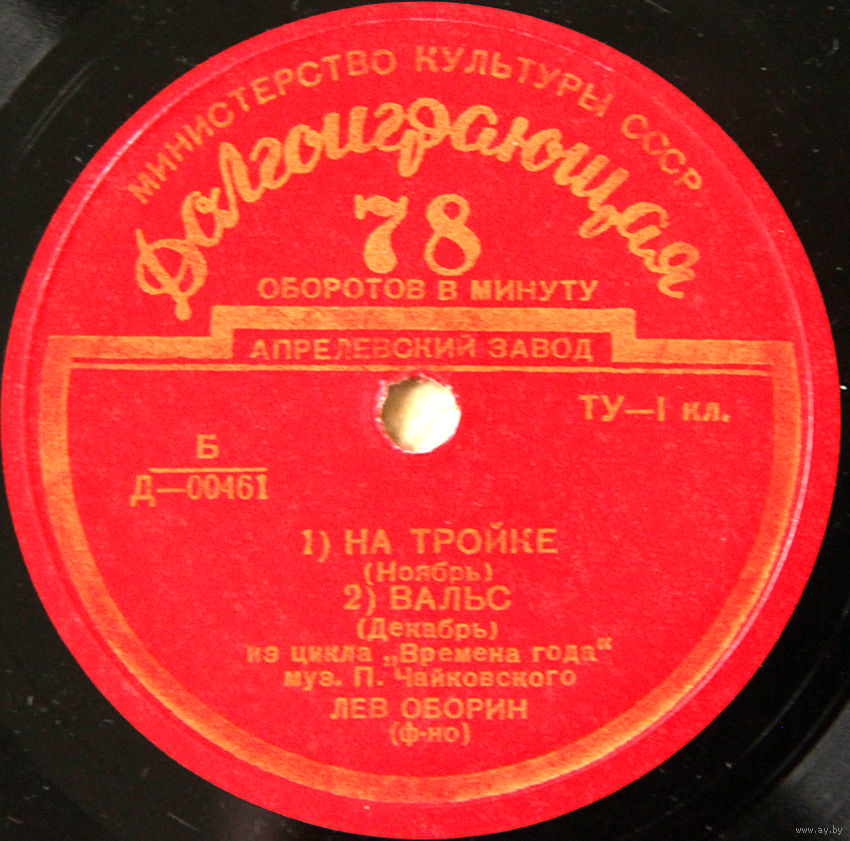 МИНИСТЕРСТВО КУЛЬТУРЫ СССР
Долгоиграющая
78
ОБОРОТОВ В МИНУТУ
АПРЕЛЕВСКИЙ ЗАВОД
ТУ—I кл.
Б
Д—00461
1) НА ТРОЙКЕ
(Ноябрь)
2) ВАЛЬС
(Декабрь)
из цикла „Времена года“
муз. П. Чайковского
ЛЕВ ОБОРИН
(ф-но)
www.ay.by